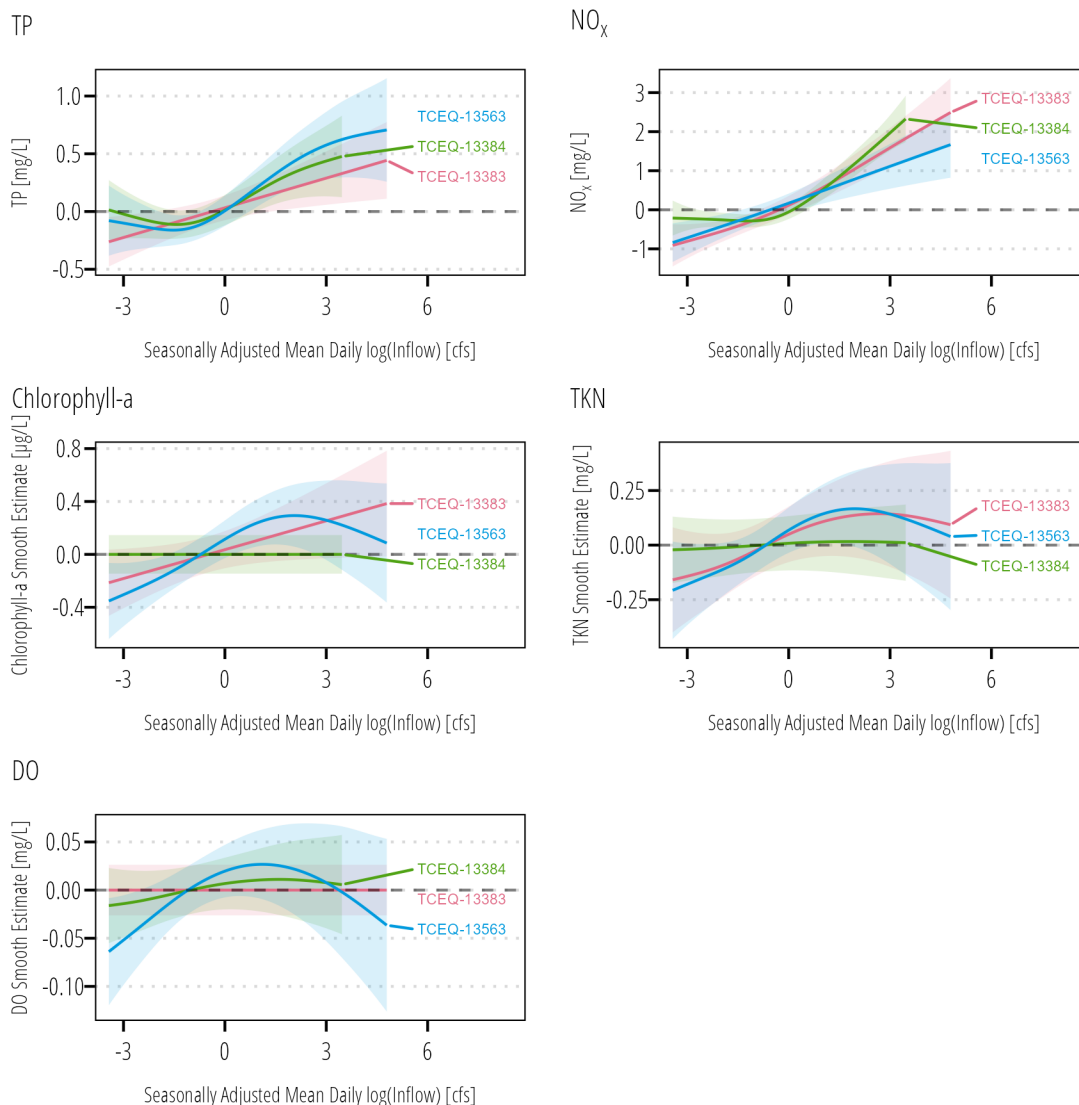 TP
TP [mg/L]
1.0
0.5
0.0
-0.5
TCEQ-13563
TCEQ-13384
TCEQ-13383
-3 0 3 6
Seasonally Adjusted Mean Daily log(Inflow) [cfs]
NOx
NOx [mg/L]
3
2
1
0
-1
TCEQ-13383
TCEQ-13384
TCEQ-13563
-3 0 3 6
Seasonally Adjusted Mean Daily log(Inflow) [cfs]
Chlorophyll-a
Chlorophyll-a Smooth Estimate [µg/L]
0.8
0.4
0.0
-0.4
TCEQ-13383
TCEQ-13563
TCEQ-13384
-3 0 3 6
Seasonally Adjusted Mean Daily log(Inflow) [cfs]
TKN
TKN Smooth Estimate [mg/L]
0.25
0.00
-0.25
TCEQ-13383
TCEQ-13563
TCEQ-13384
-3 0 3 6
Seasonally Adjusted Mean Daily log(Inflow) [cfs]
DO
DO Smooth Estimate [mg/L]
0.05
0.00
-0.05
-0.10
TCEQ-13384
TCEQ-13383
TCEQ-13563
-3 0 3 6
Seasonally Adjusted Mean Daily log(Inflow) [cfs]